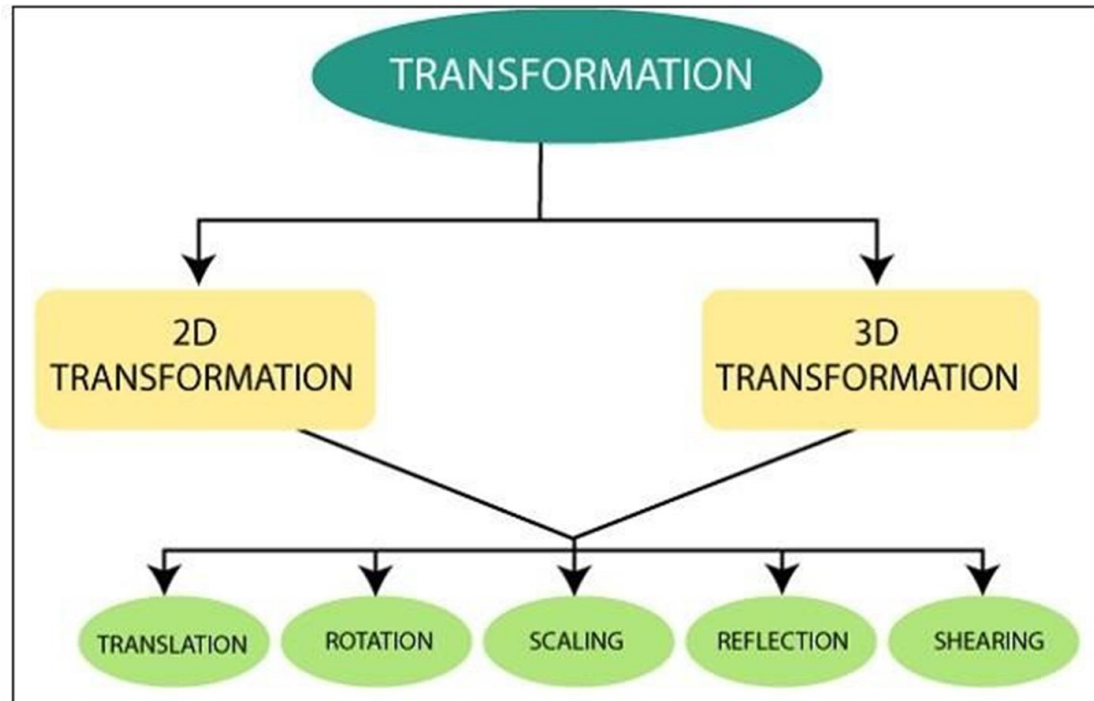 TRANSFORMATION
2D
TRANSFORMATION
3D
TRANSFORMATION
TRANSLATION
ROTATION
SCALING
REFLECTION
SHEARING